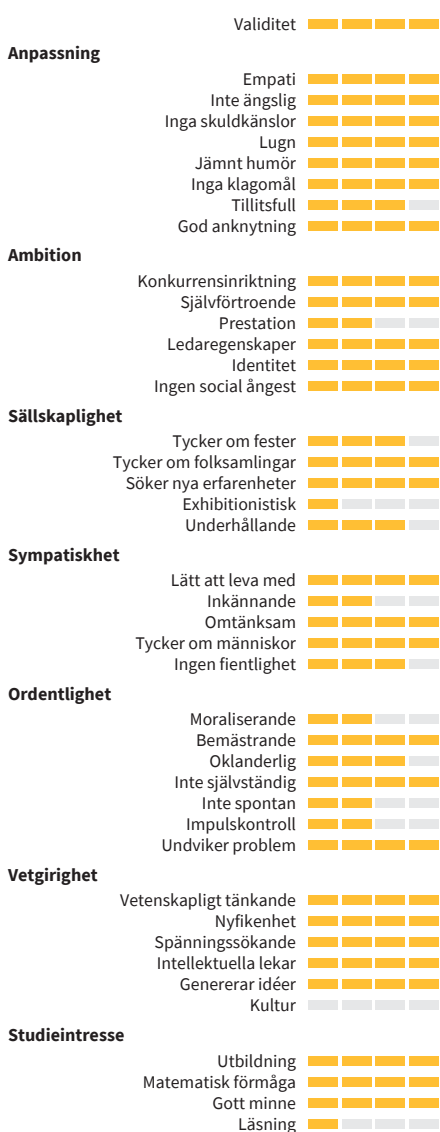 Validitet
Anpassning
Empati
Inte ängslig
Inga skuldkänslor
Lugn
Jämnt humör
Inga klagomål
Tillitsfull
God anknytning
Ambition
Konkurrensinriktning
Självförtroende
Prestation
Ledaregenskaper
Identitet
Ingen social ångest
Sällskaplighet
Tycker om fester
Tycker om folksamlingar
Söker nya erfarenheter
Exhibitionistisk
Underhållande
Sympatiskhet
Lätt att leva med
Inkännande
Omtänksam
Tycker om människor
Ingen fientlighet
Ordentlighet
Moraliserande
Bemästrande
Oklanderlig
Inte självständig
Inte spontan
Impulskontroll
Undviker problem
Vetgirighet
Vetenskapligt tänkande
Nyfikenhet
Spänningssökande
Intellektuella lekar
Genererar idéer
Kultur
Studieintresse
Utbildning
Matematisk förmåga
Gott minne
Läsning